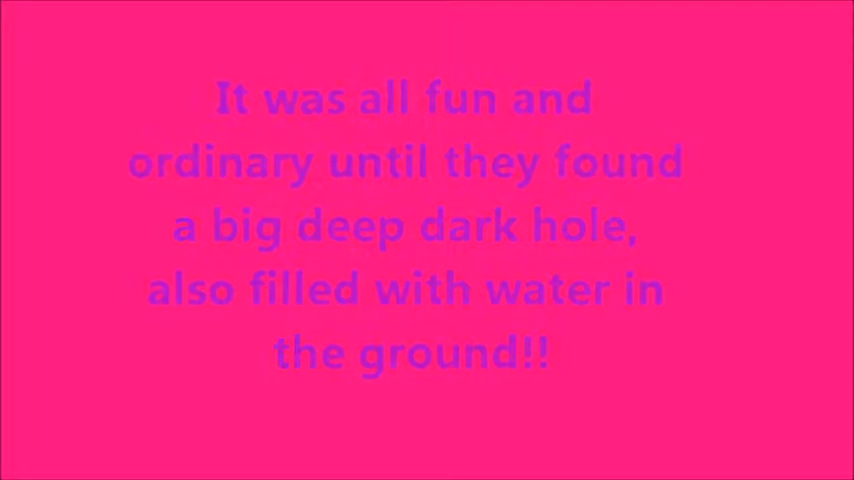 It was all fun and
ordinary until they found
a big deep dark hole,
also filled with water in
the ground!!